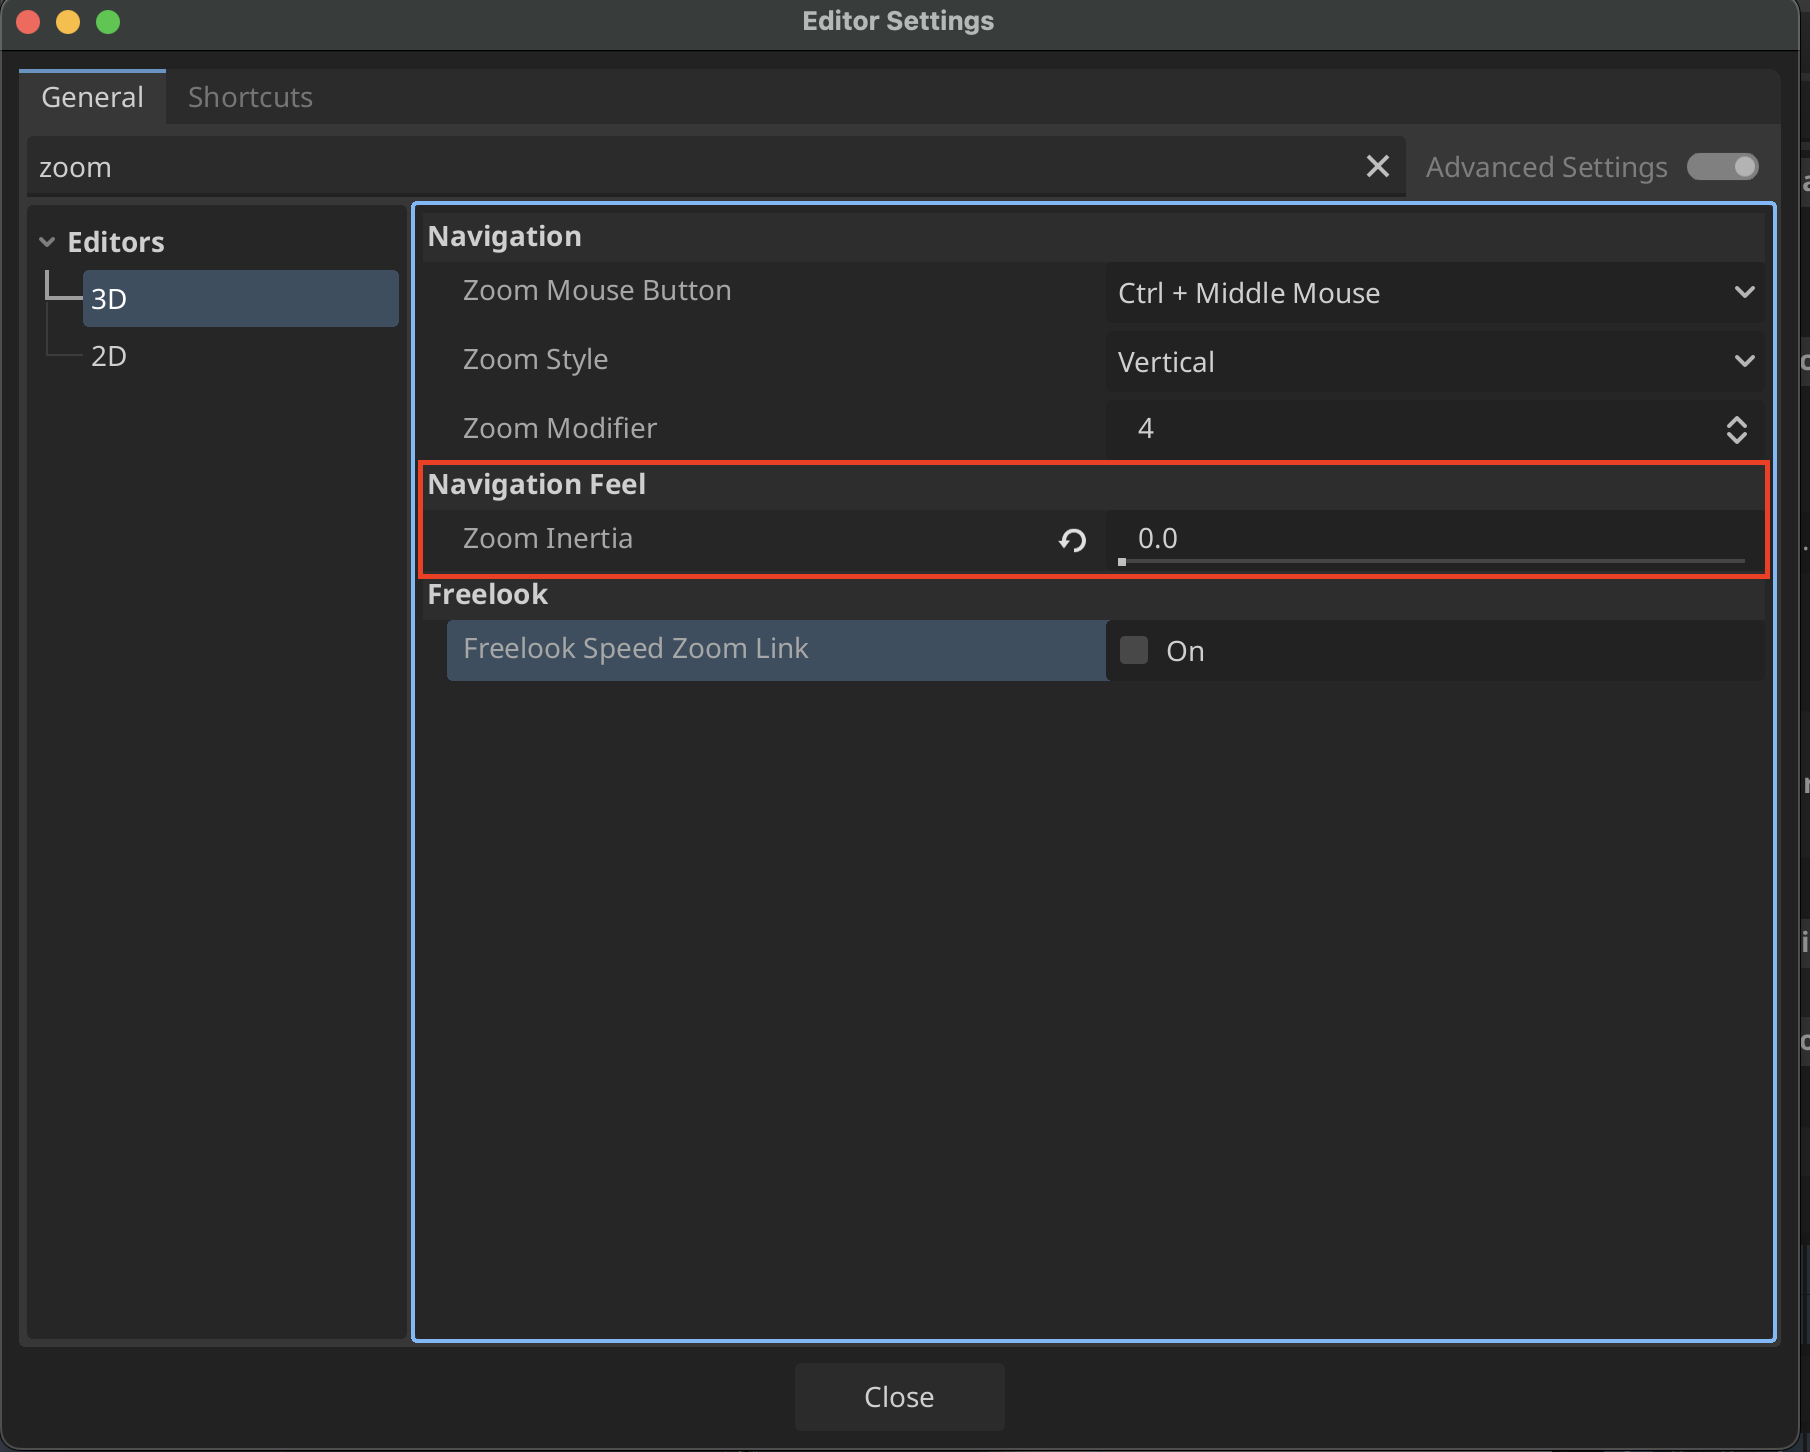 Editor Settings
General
Shortcuts
zoom
Advanced Settings
Editors
3D
2D
Navigation
Zoom Mouse Button
Ctrl + Middle Mouse
Zoom Style
Vertical
Zoom Modifier
4
Navigation Feel
Zoom Inertia
0.0
Freelook
Freelook Speed Zoom Link
On
Close